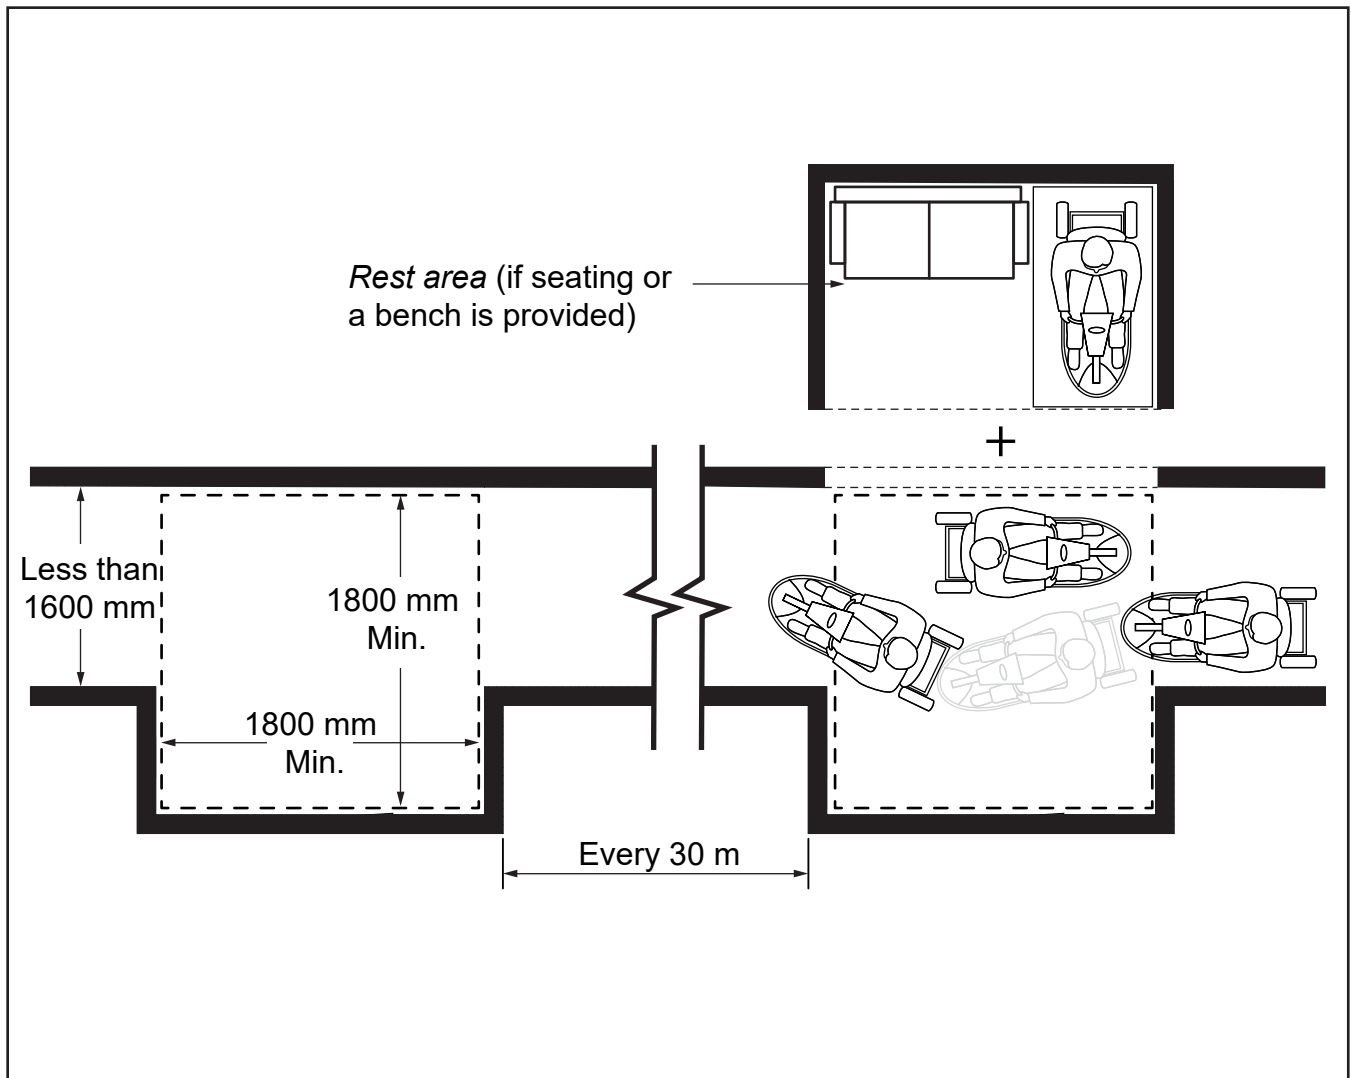 Rest area (if seating or
a bench is provided)
Less than
1600 mm
1800 mm
Min.
1800 mm
Min.
Every 30 m